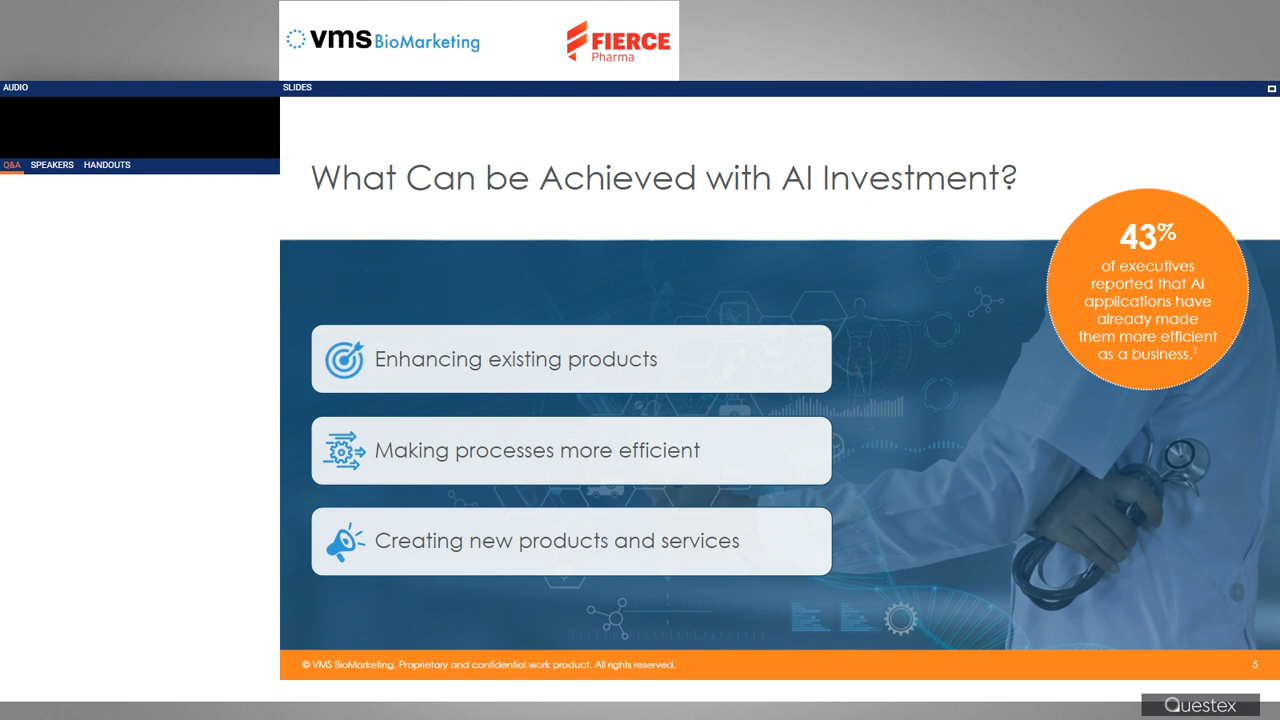 vms BioMarketing
FIERCE
Pharma
AUDIO
SLIDES
Q&A SPEAKERS HANDOUTS
What Can be Achieved with AI Investment?
43%
of executives
reported that AI
applications have
already made
them more efficient
as a business.1
Enhancing existing products
Making processes more efficient
Creating new products and services
© VMS BioMarketing. Proprietary and confidential work product. All rights reserved.
5
Questex